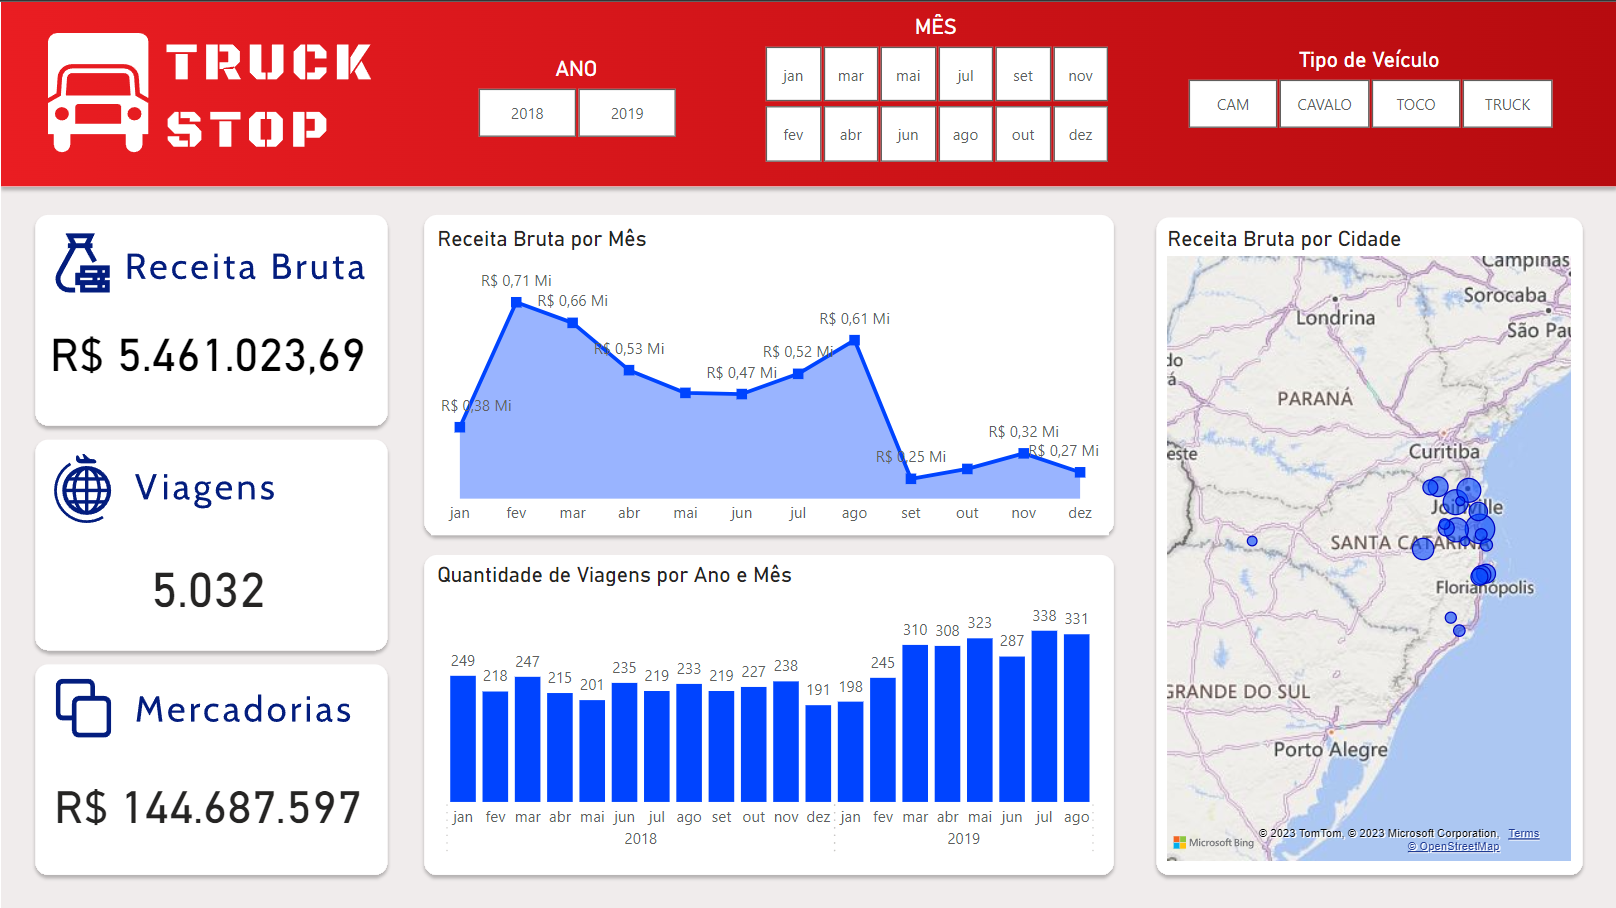 TRUCK
STOP
ANO
2018 2019
MÊS
jan mar mai jul set nov
fev abr jun ago out dez
Tipo de Veículo
CAM CAVALO TOCO TRUCK
Receita Bruta
R$ 5.461.023,69
Viagens
5.032
Mercadorias
R$ 144.687.597
Receita Bruta por Mês
R$ 0,71 Mi
R$ 0,66 Mi
R$ 0,61 Mi
R$ 0,53 Mi
R$ 0,52 Mi
R$ 0,47 Mi
R$ 0,38 Mi
R$ 0,32 Mi
R$ 0,25 Mi
R$ 0,27 Mi
jan fev mar abr mai jun jul ago set out nov dez
Quantidade de Viagens por Ano e Mês
249 218 247 215 201 235 219 233 219 227 238 191 198 245 310 308 323 287 338 331
jan fev mar abr mai jun jul ago set out nov dez jan fev mar abr mai jun jul ago
2018 2019
Receita Bruta por Cidade
Campinas
Sorocaba
Londrina
São Pau
do
á.
PARANÁ
este
Curitiba
Joinville
SANTA CATARINA
Florianópolis
GRANDE DO SUL
Porto Alegre
© 2023 TomTom, © 2023 Microsoft Corporation, Terms
Microsoft Bing
© OpenStreetMap